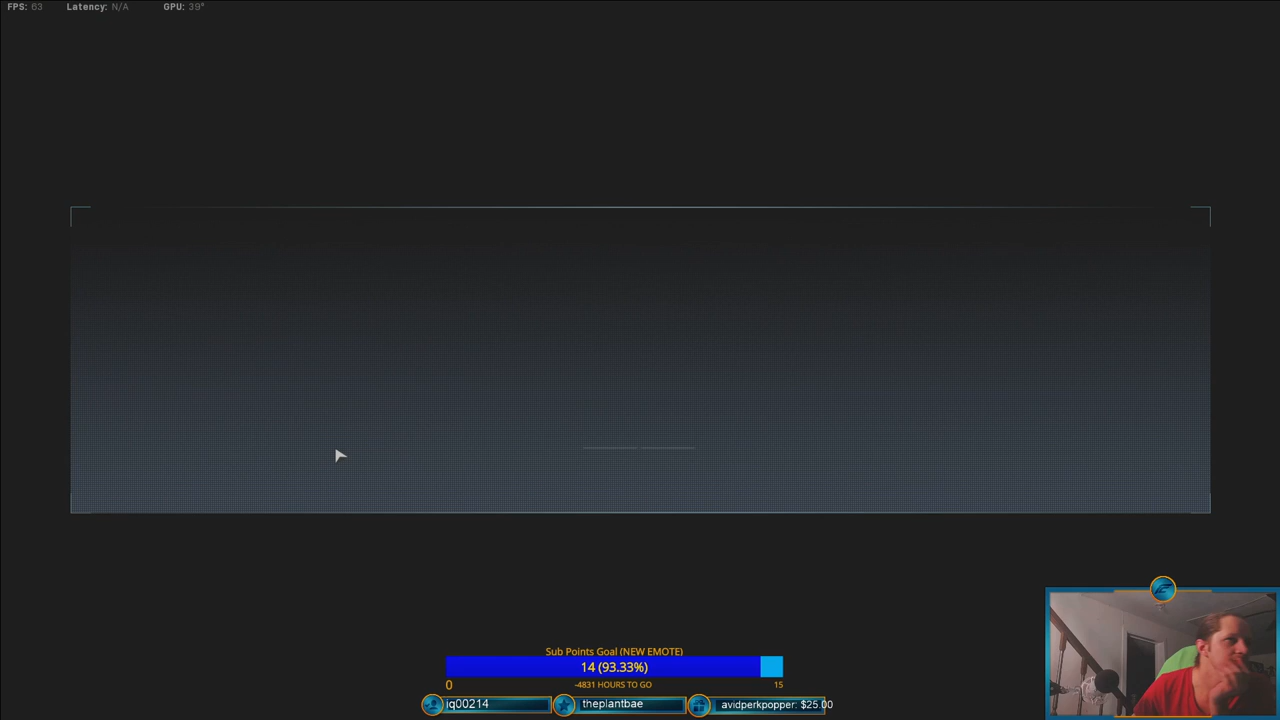 FPS: 63 Latency: N/A GPU: 39°
Sub Points Goal (NEW EMOTE)
14 (93.33%)
0 -4831 HOURS TO GO 15
jq00214 theplantbae avidperkpopper: $25.00